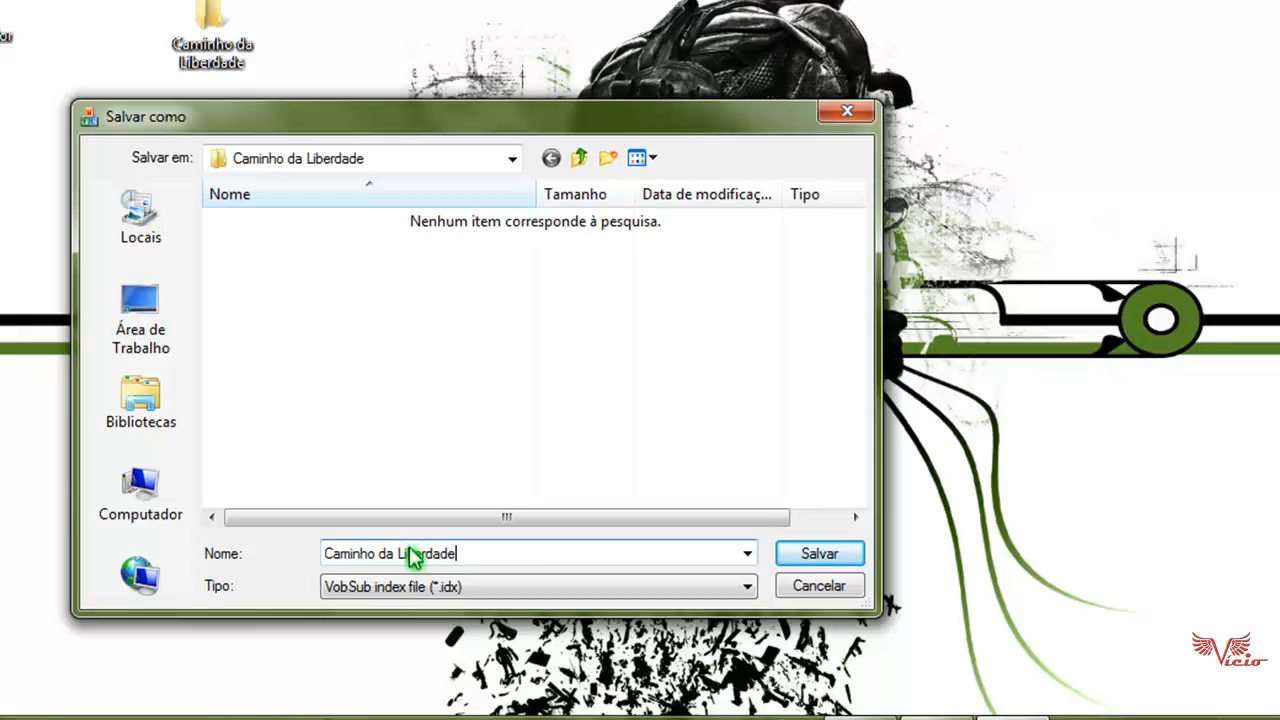 or
Caminho da
Liberdade
Salvar como
Salvar em:
Caminho da Liberdade
Nome
Tamanho
Data de modificaç...
Tipo
Nenhum item corresponde à pesquisa.
Locais
Área de
Trabalho
Bibliotecas
Computador
Nome:
Caminho da Liberdade
Salvar
Tipo:
VobSub index file (*.idx)
Cancelar
Vicio